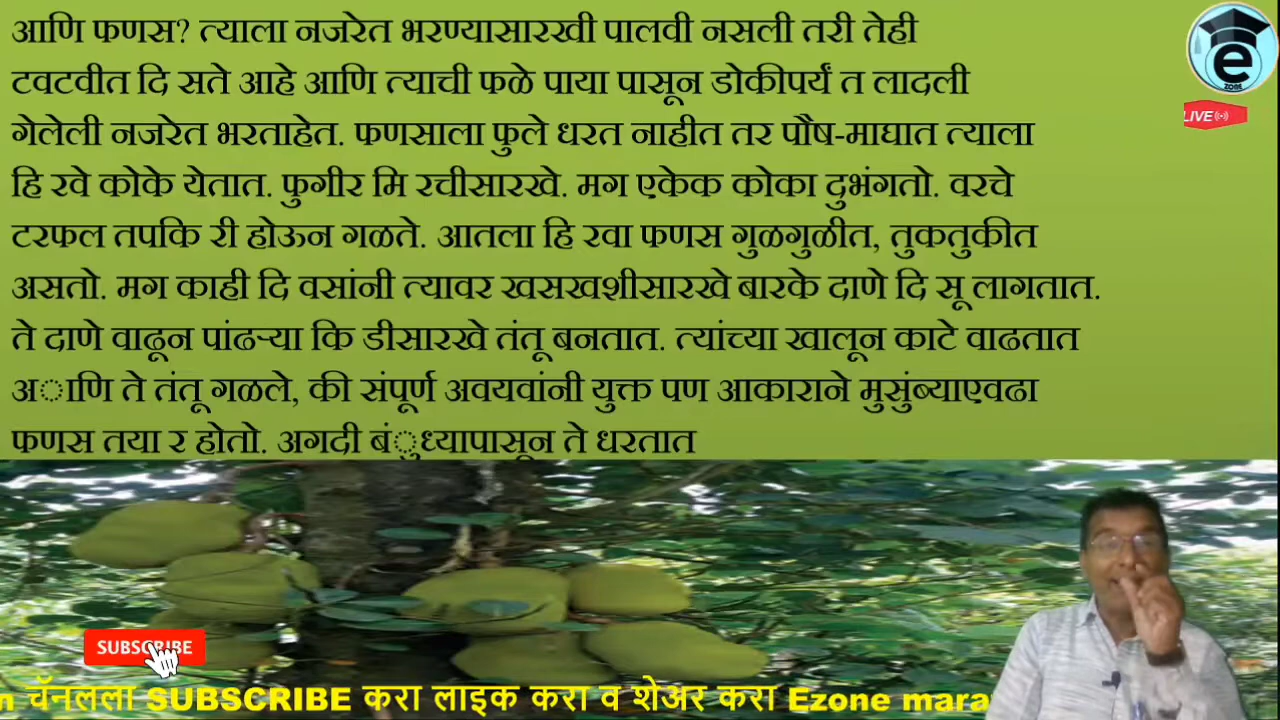 आणि फणस? त्याला नजरेत भरण्यासारखी पालवी नसली तरी तेही
टवटवीत दि सते आहे आणि त्याची फळे पाया पासून डोकीपर्यं त लादली
गेलेली नजरेत भरताहेत. फणसाला फुले धरत नाहीत तर पौष-माघात त्याला
हि रवे कोके येतात. फुगीर मि रचीसारखे. मग एकेक कोका दुभंगतो. वरचे
टरफल तपकि री होऊन गळते. आतला हि रवा फणस गुळगुळीत, तुकतुकीत
असतो. मग काही दि वसांनी त्यावर खसखशीसारखे बारके दाणे दि सू लागतात.
ते दाणे वाढून पांढऱ्या कि डीसारखे तंतू बनतात. त्यांच्या खालून काटे वाढतात
अाणि ते तंतू गळले, की संपूर्ण अवयवांनी युक्त पण आकाराने मुसुंब्याएवढा
फणस तया र होतो. अगदी बंुध्यापासून ते धरतात
e
ZONE
LIVE
SUBSCRIBE
n चॅनलला SUBSCRIBE करा लाइक करा व शेअर करा Ezone mara